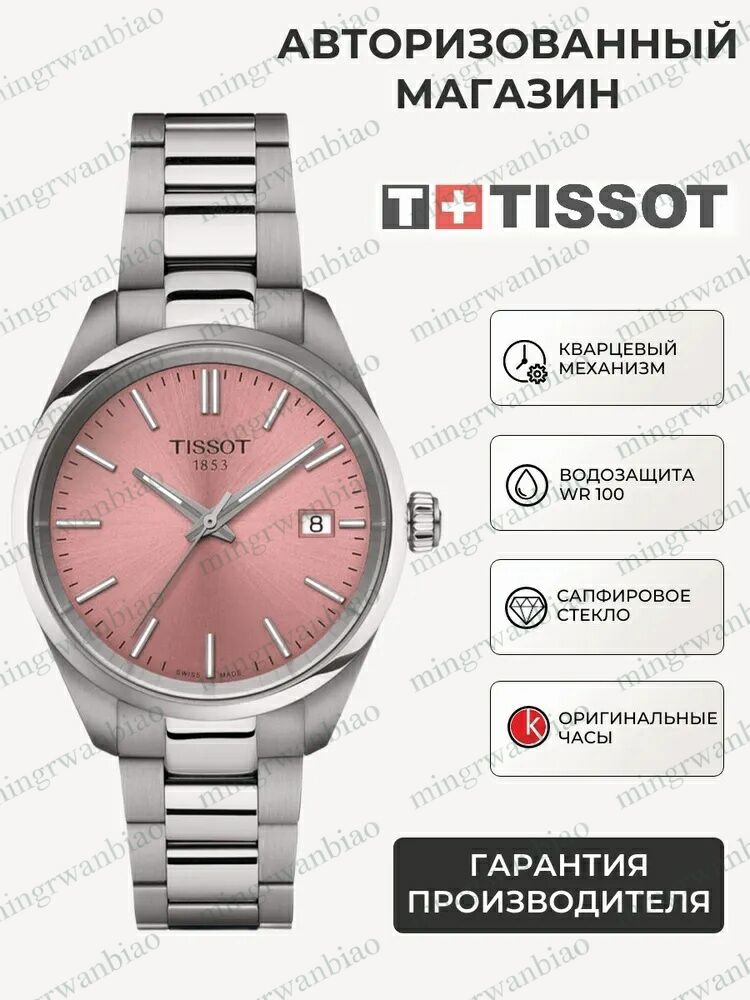 АВТОРИЗОВАННЫЙ
МАГАЗИН
T+TISSOT
КВАРЦЕВЫЙ
МЕХАНИЗМ
ВОДОЗАЩИТА
WR 100
САПФИРОВОЕ
СТЕКЛО
k
ОРИГИНАЛЬНЫЕ
ЧАСЫ
ГАРАНТИЯ
ПРОИЗВОДИТЕЛЯ
TISSOT
1853
8
SWISS MADE
mingrwanbiao